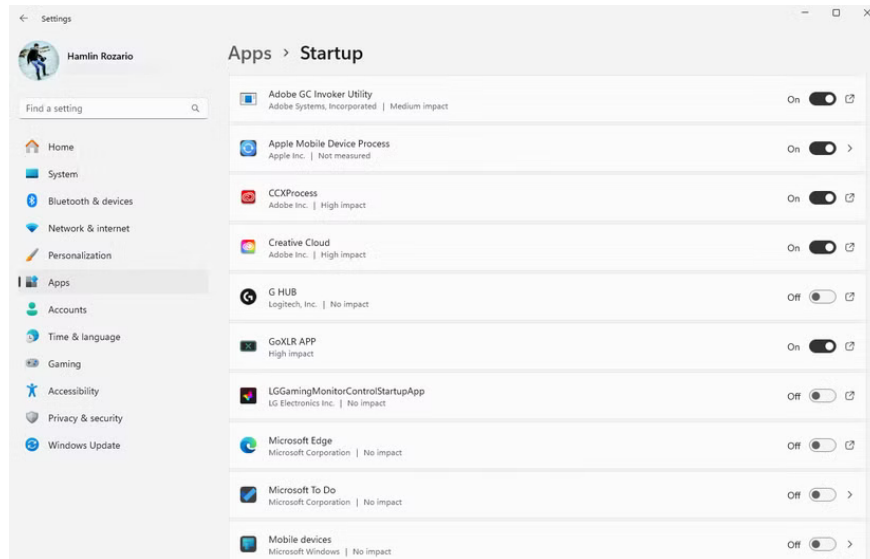 Settings
Hamlin Rozario
Find a setting
Home
System
Bluetooth & devices
Network & internet
Personalization
Apps
Accounts
Time & language
Gaming
Accessibility
Privacy & security
Windows Update
Apps > Startup
Adobe GC Invoker Utility
Adobe Systems, Incorporated | Medium impact
On
Apple Mobile Device Process
Apple Inc. | Not measured
On
CCXProcess
Adobe Inc. | High impact
On
Creative Cloud
Adobe Inc. | High impact
On
G HUB
Logitech, Inc. | No impact
Off
GoXLR APP
High impact
On
LGGamingMonitorControlStartupApp
LG Electronics Inc. | No impact
Off
Microsoft Edge
Microsoft Corporation | No impact
Off
Microsoft To Do
Microsoft Corporation | No impact
Off
Mobile devices
Microsoft Windows | No impact
Off